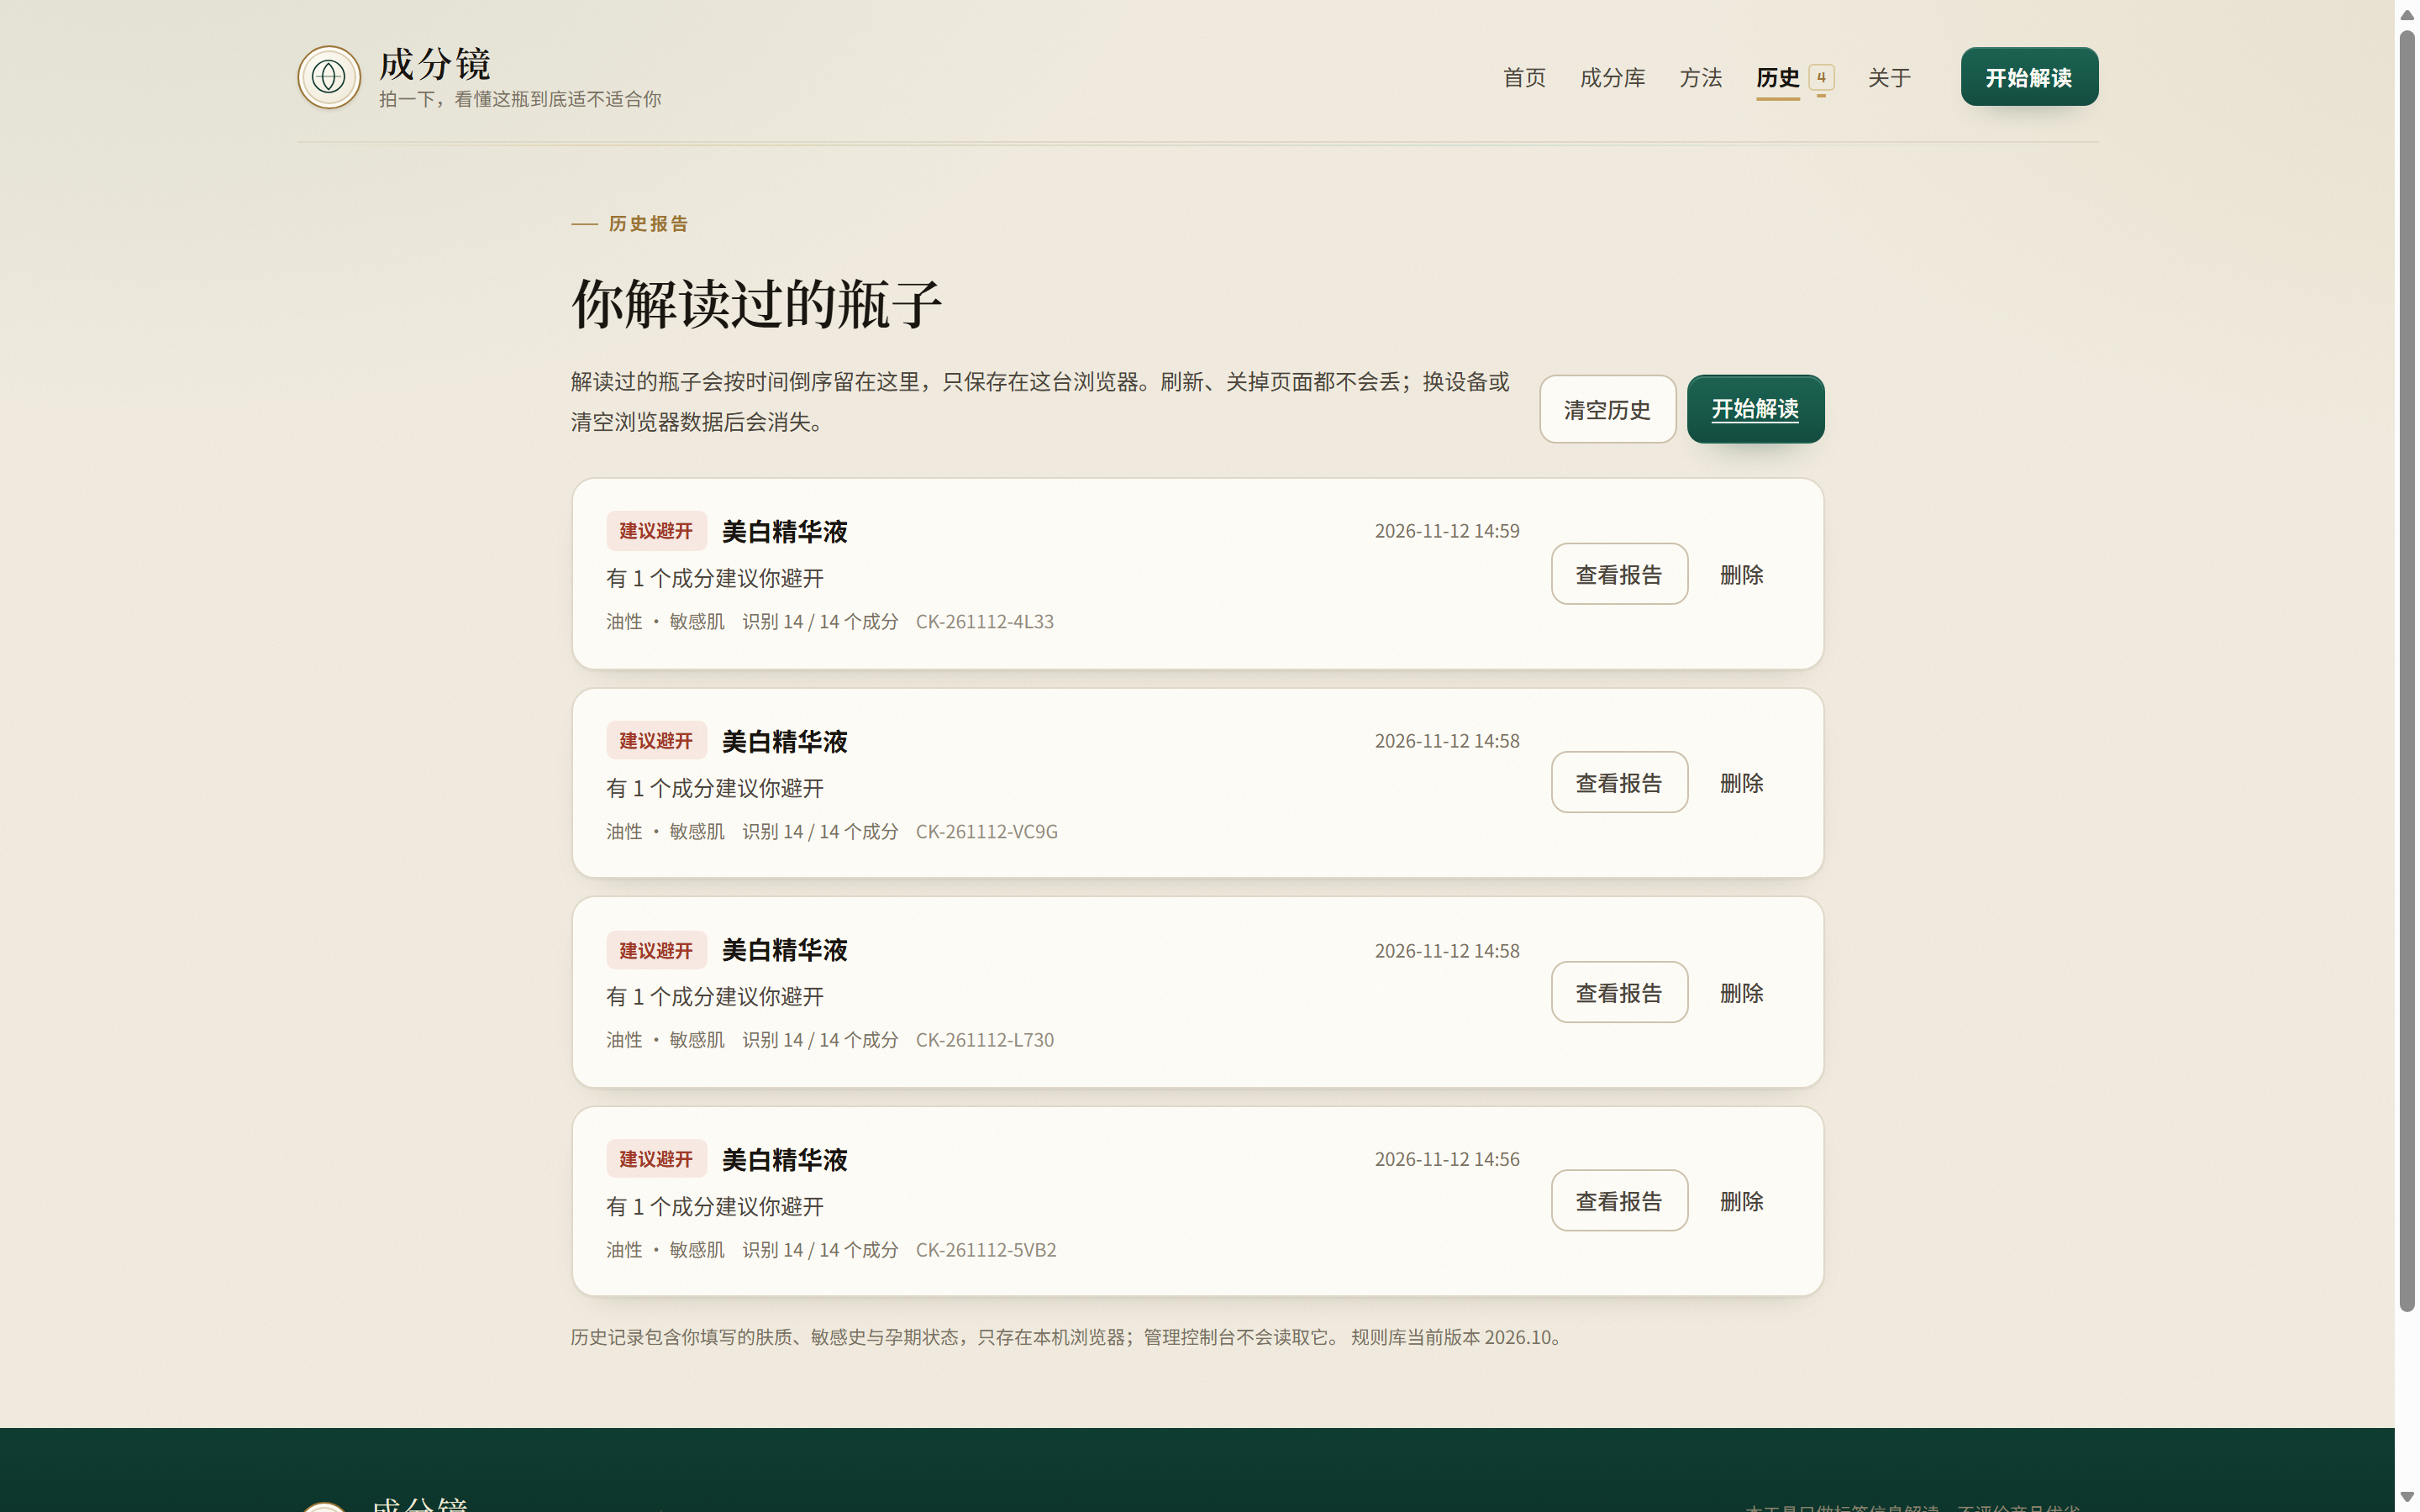 成分镜
拍一下，看懂这瓶到底适不适合你
首页
成分库
方法
历史 4
关于
开始解读
历史报告
你解读过的瓶子
解读过的瓶子会按时间倒序留在这里，只保存在这台浏览器。刷新、关掉页面都不会丢；换设备或
清空浏览器数据后会消失。
清空历史
开始解读
建议避开 美白精华液 2026-11-12 14:59
有 1 个成分建议你避开
油性 · 敏感肌 识别 14 / 14 个成分 CK-261112-4L33
查看报告 删除
建议避开 美白精华液 2026-11-12 14:58
有 1 个成分建议你避开
油性 · 敏感肌 识别 14 / 14 个成分 CK-261112-VC9G
查看报告 删除
建议避开 美白精华液 2026-11-12 14:58
有 1 个成分建议你避开
油性 · 敏感肌 识别 14 / 14 个成分 CK-261112-L730
查看报告 删除
建议避开 美白精华液 2026-11-12 14:56
有 1 个成分建议你避开
油性 · 敏感肌 识别 14 / 14 个成分 CK-261112-5VB2
查看报告 删除
历史记录包含你填写的肤质、敏感史与孕期状态，只存在本机浏览器；管理控制台不会读取它。 规则库当前版本 2026.10。
成分镜